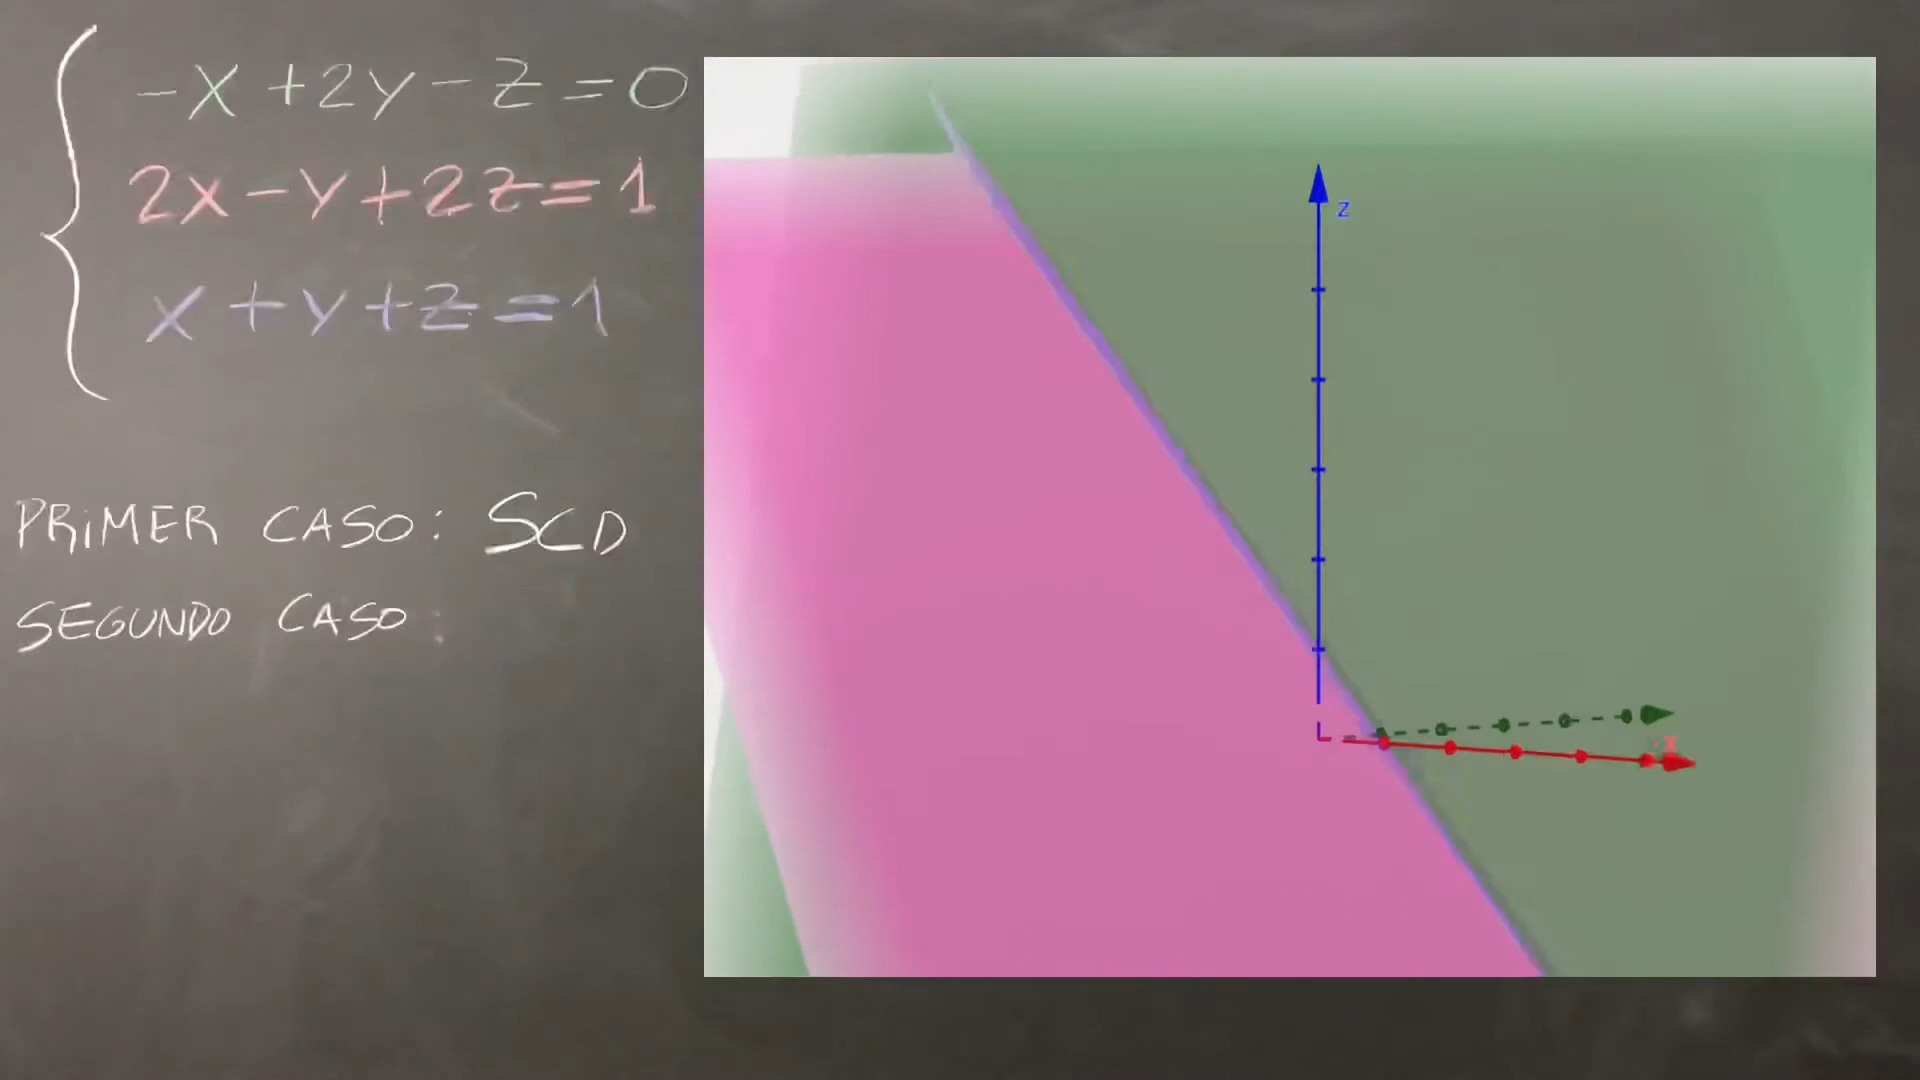 -x+2y-z=0
2x-y+2z=1
x+y+z=1
PRiMER CASO: SCD
SEGUNDO CASO:
z
x